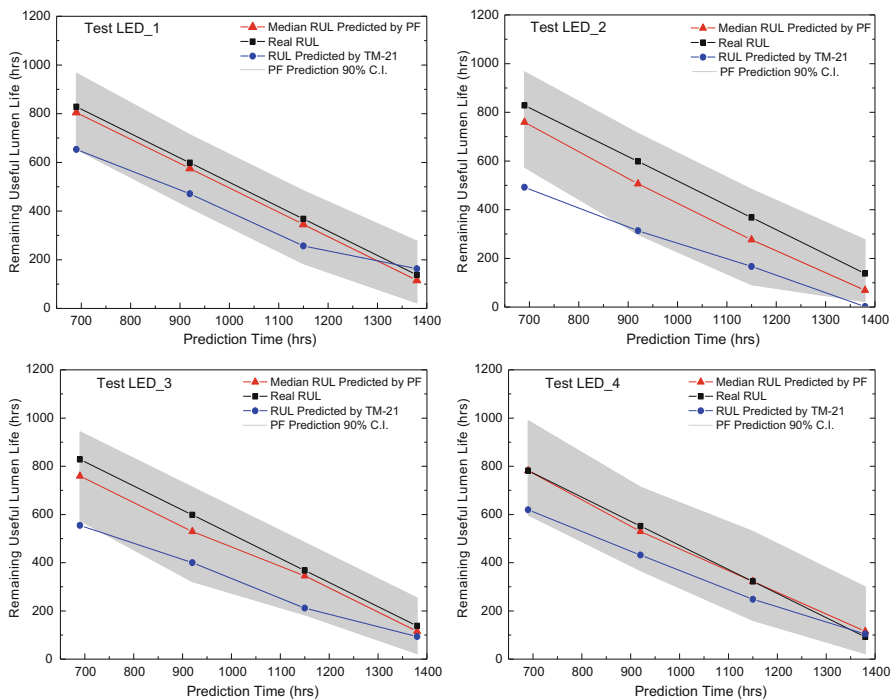 Test LED_1
Median RUL Predicted by PF
Real RUL
RUL Predicted by TM-21
PF Prediction 90% C.I.
Remaining Useful Lumen Life (hrs)
1200
1000
800
600
400
200
0
700 800 900 1000 1100 1200 1300 1400
Prediction Time (hrs)
Test LED_2
Median RUL Predicted by PF
Real RUL
RUL Predicted by TM-21
PF Prediction 90% C.I.
Remaining Useful Lumen Life (hrs)
1200
1000
800
600
400
200
0
700 800 900 1000 1100 1200 1300 1400
Prediction Time (hrs)
Test LED_3
Median RUL Predicted by PF
Real RUL
RUL Predicted by TM-21
PF Prediction 90% C.I.
Remaining Useful Lumen Life (hrs)
1200
1000
800
600
400
200
0
700 800 900 1000 1100 1200 1300 1400
Prediction Time (hrs)
Test LED_4
Median RUL Predicted by PF
Real RUL
RUL Predicted by TM-21
PF Prediction 90% C.I.
Remaining Useful Lumen Life (hrs)
1200
1000
800
600
400
200
0
700 800 900 1000 1100 1200 1300 1400
Prediction Time (hrs)